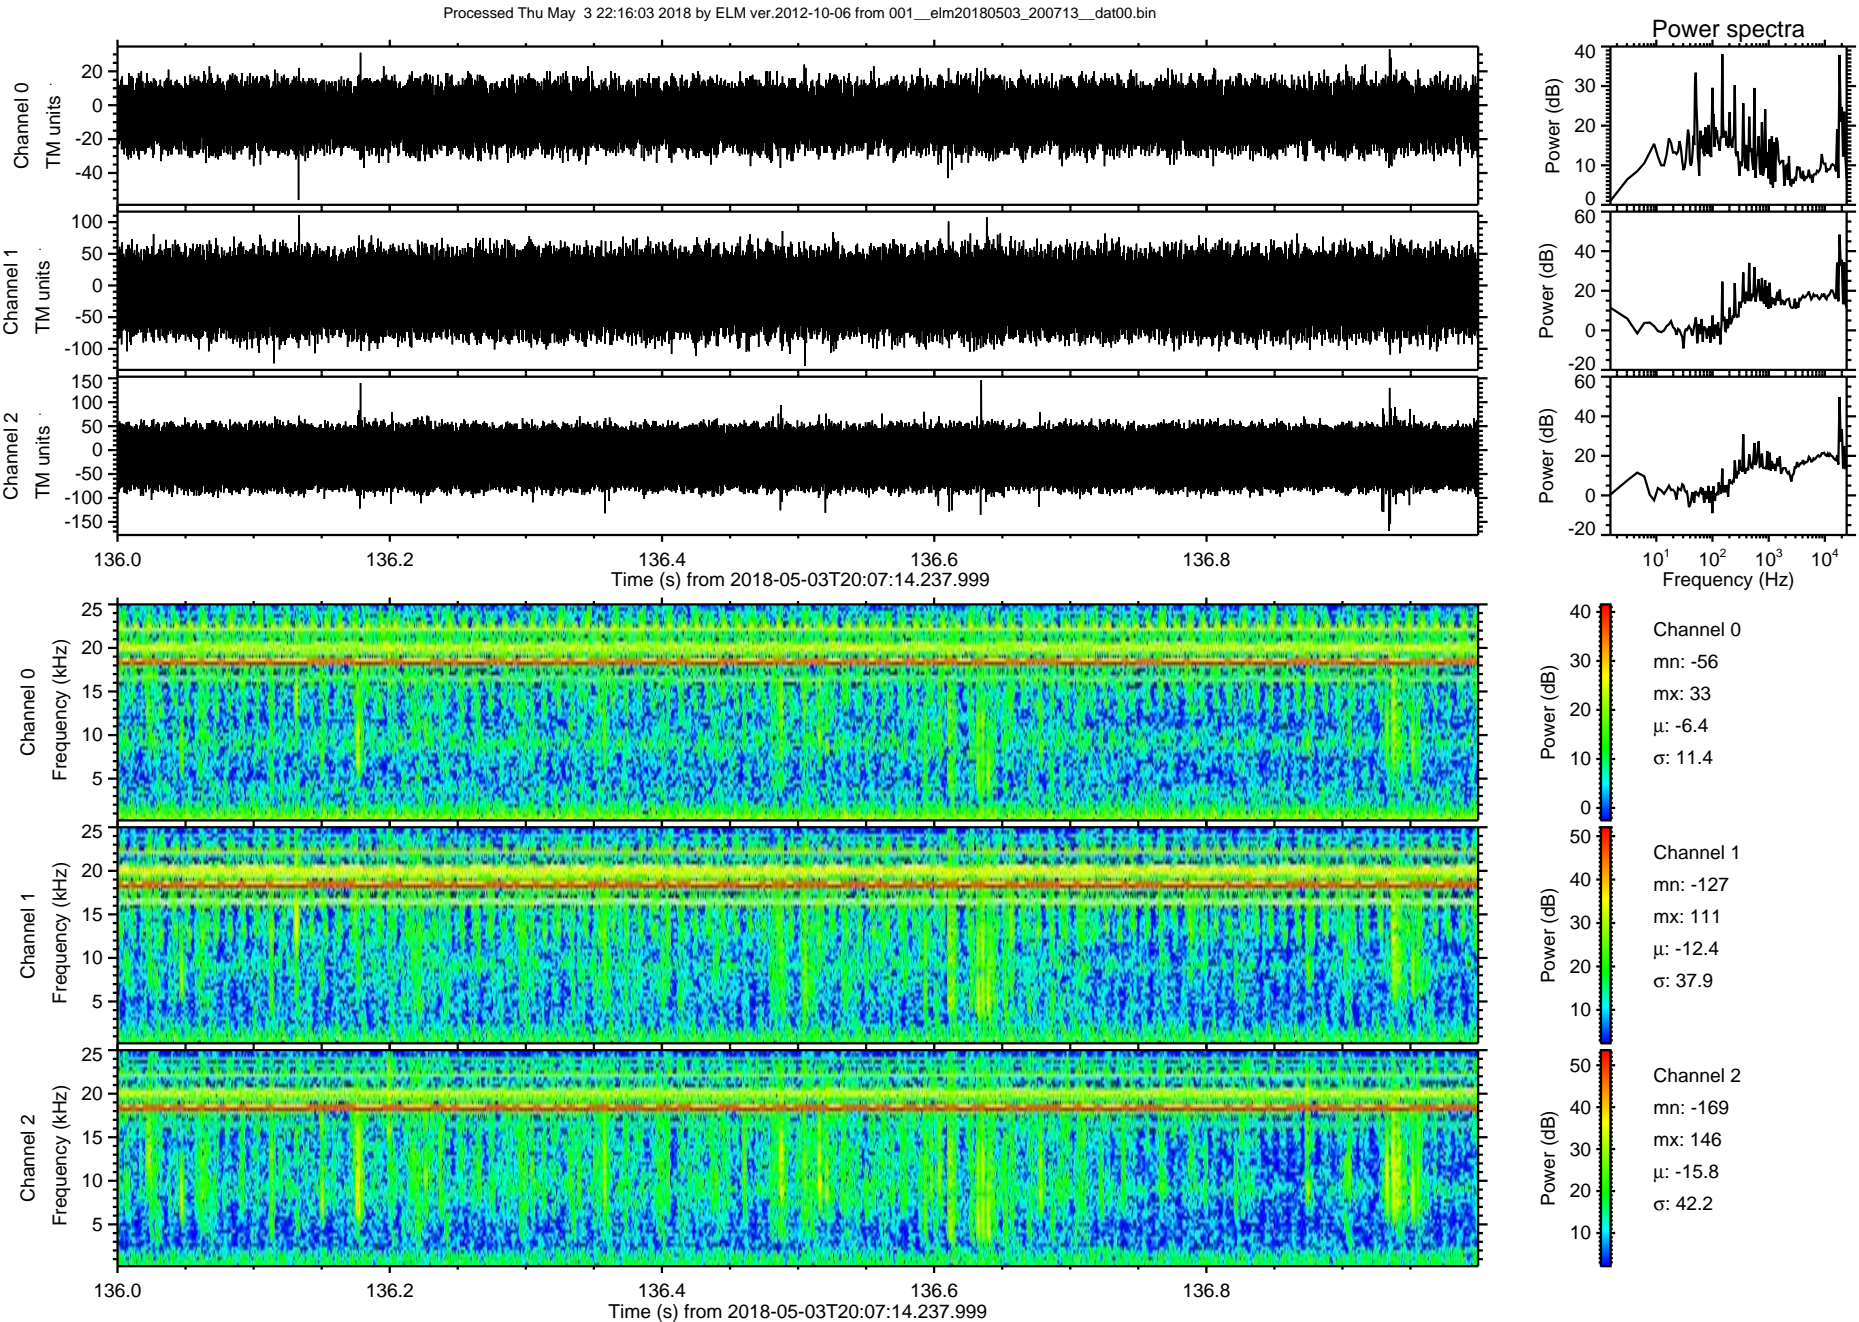 Processed Thu May  3 22:16:03 2018 by ELM ver.2012-10-06 from 001__elm20180503_200713__dat00.bin
Power spectra
Channel 0
TM units
20
0
-20
-40
Power (dB)
40
30
20
10
0
Channel 1
TM units
100
50
0
-50
-100
Power (dB)
60
40
20
0
-20
Channel 2
TM units
150
100
50
0
-50
-100
-150
Power (dB)
60
40
20
0
-20
136.0 136.2 136.4 136.6 136.8
Time (s) from 2018-05-03T20:07:14.237.999
10¹ 10² 10³ 10⁴
Frequency (Hz)
Channel 0
Frequency (kHz)
25
20
15
10
5
Power (dB)
40
30
20
10
0
Channel 0
mn: -56
mx: 33
μ: -6.4
σ: 11.4
Channel 1
Frequency (kHz)
25
20
15
10
5
Power (dB)
50
40
30
20
10
Channel 1
mn: -127
mx: 111
μ: -12.4
σ: 37.9
Channel 2
Frequency (kHz)
25
20
15
10
5
Power (dB)
50
40
30
20
10
Channel 2
mn: -169
mx: 146
μ: -15.8
σ: 42.2
136.0 136.2 136.4 136.6 136.8
Time (s) from 2018-05-03T20:07:14.237.999